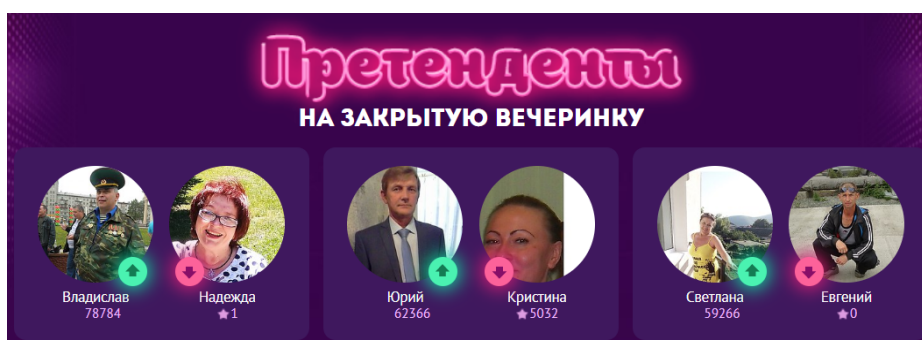 Претенденты
НА ЗАКРЫТУЮ ВЕЧЕРИНКУ
Владислав Надежда Юрий Кристина Светлана Евгений
78784 1 62366 5032 59266 0